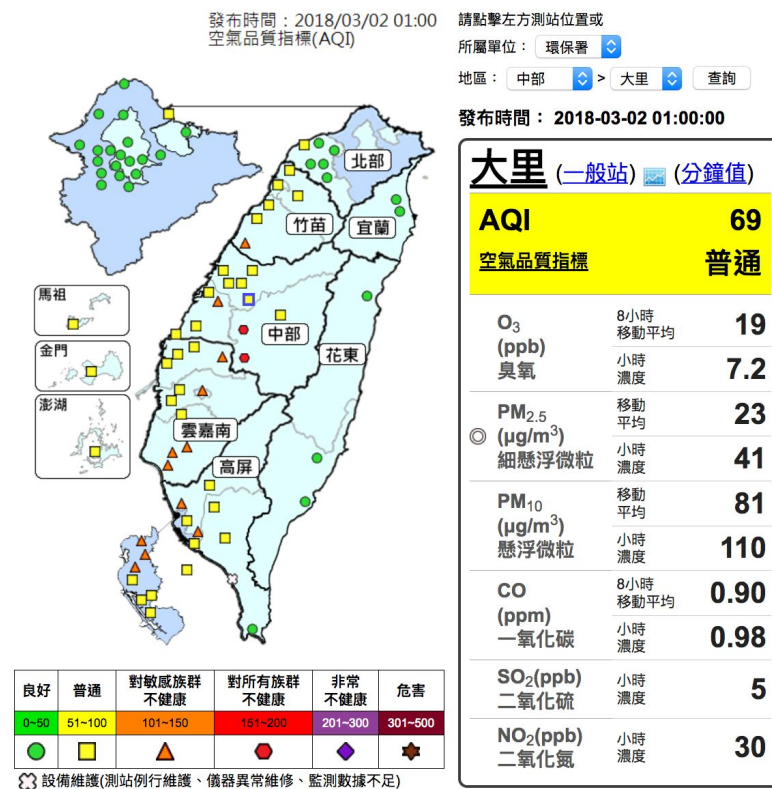 發布時間：2018/03/02 01:00
空氣品質指標(AQI)
北部
竹苗
宜蘭
馬祖
中部
金門
花東
澎湖
雲嘉南
高屏
良好
普通
對敏感族群
不健康
對所有族群
不健康
非常
不健康
危害
0~50
51~100
101~150
151~200
201~300
301~500
設備維護(測站例行維護、儀器異常維修、監測數據不足)
請點擊左方測站位置或
所屬單位： 環保署
地區： 中部 > 大里 查詢
發布時間： 2018-03-02 01:00:00
大里 (一般站) (分鐘值)
AQI 69
空氣品質指標 普通
O3
(ppb)
臭氧
8小時
移動平均
19
小時
濃度
7.2
PM2.5
(μg/m3)
細懸浮微粒
移動
平均
23
小時
濃度
41
PM10
(μg/m3)
懸浮微粒
移動
平均
81
小時
濃度
110
CO
(ppm)
一氧化碳
8小時
移動平均
0.90
小時
濃度
0.98
SO2(ppb)
二氧化硫
小時
濃度
5
NO2(ppb)
二氧化氮
小時
濃度
30